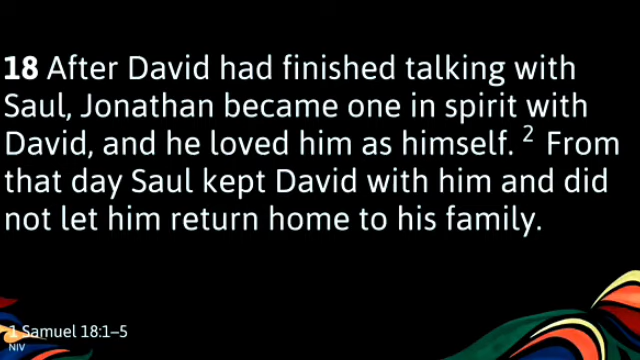 18 After David had finished talking with
Saul, Jonathan became one in spirit with
David, and he loved him as himself. 2 From
that day Saul kept David with him and did
not let him return home to his family.
1 Samuel 18:1–5
NIV